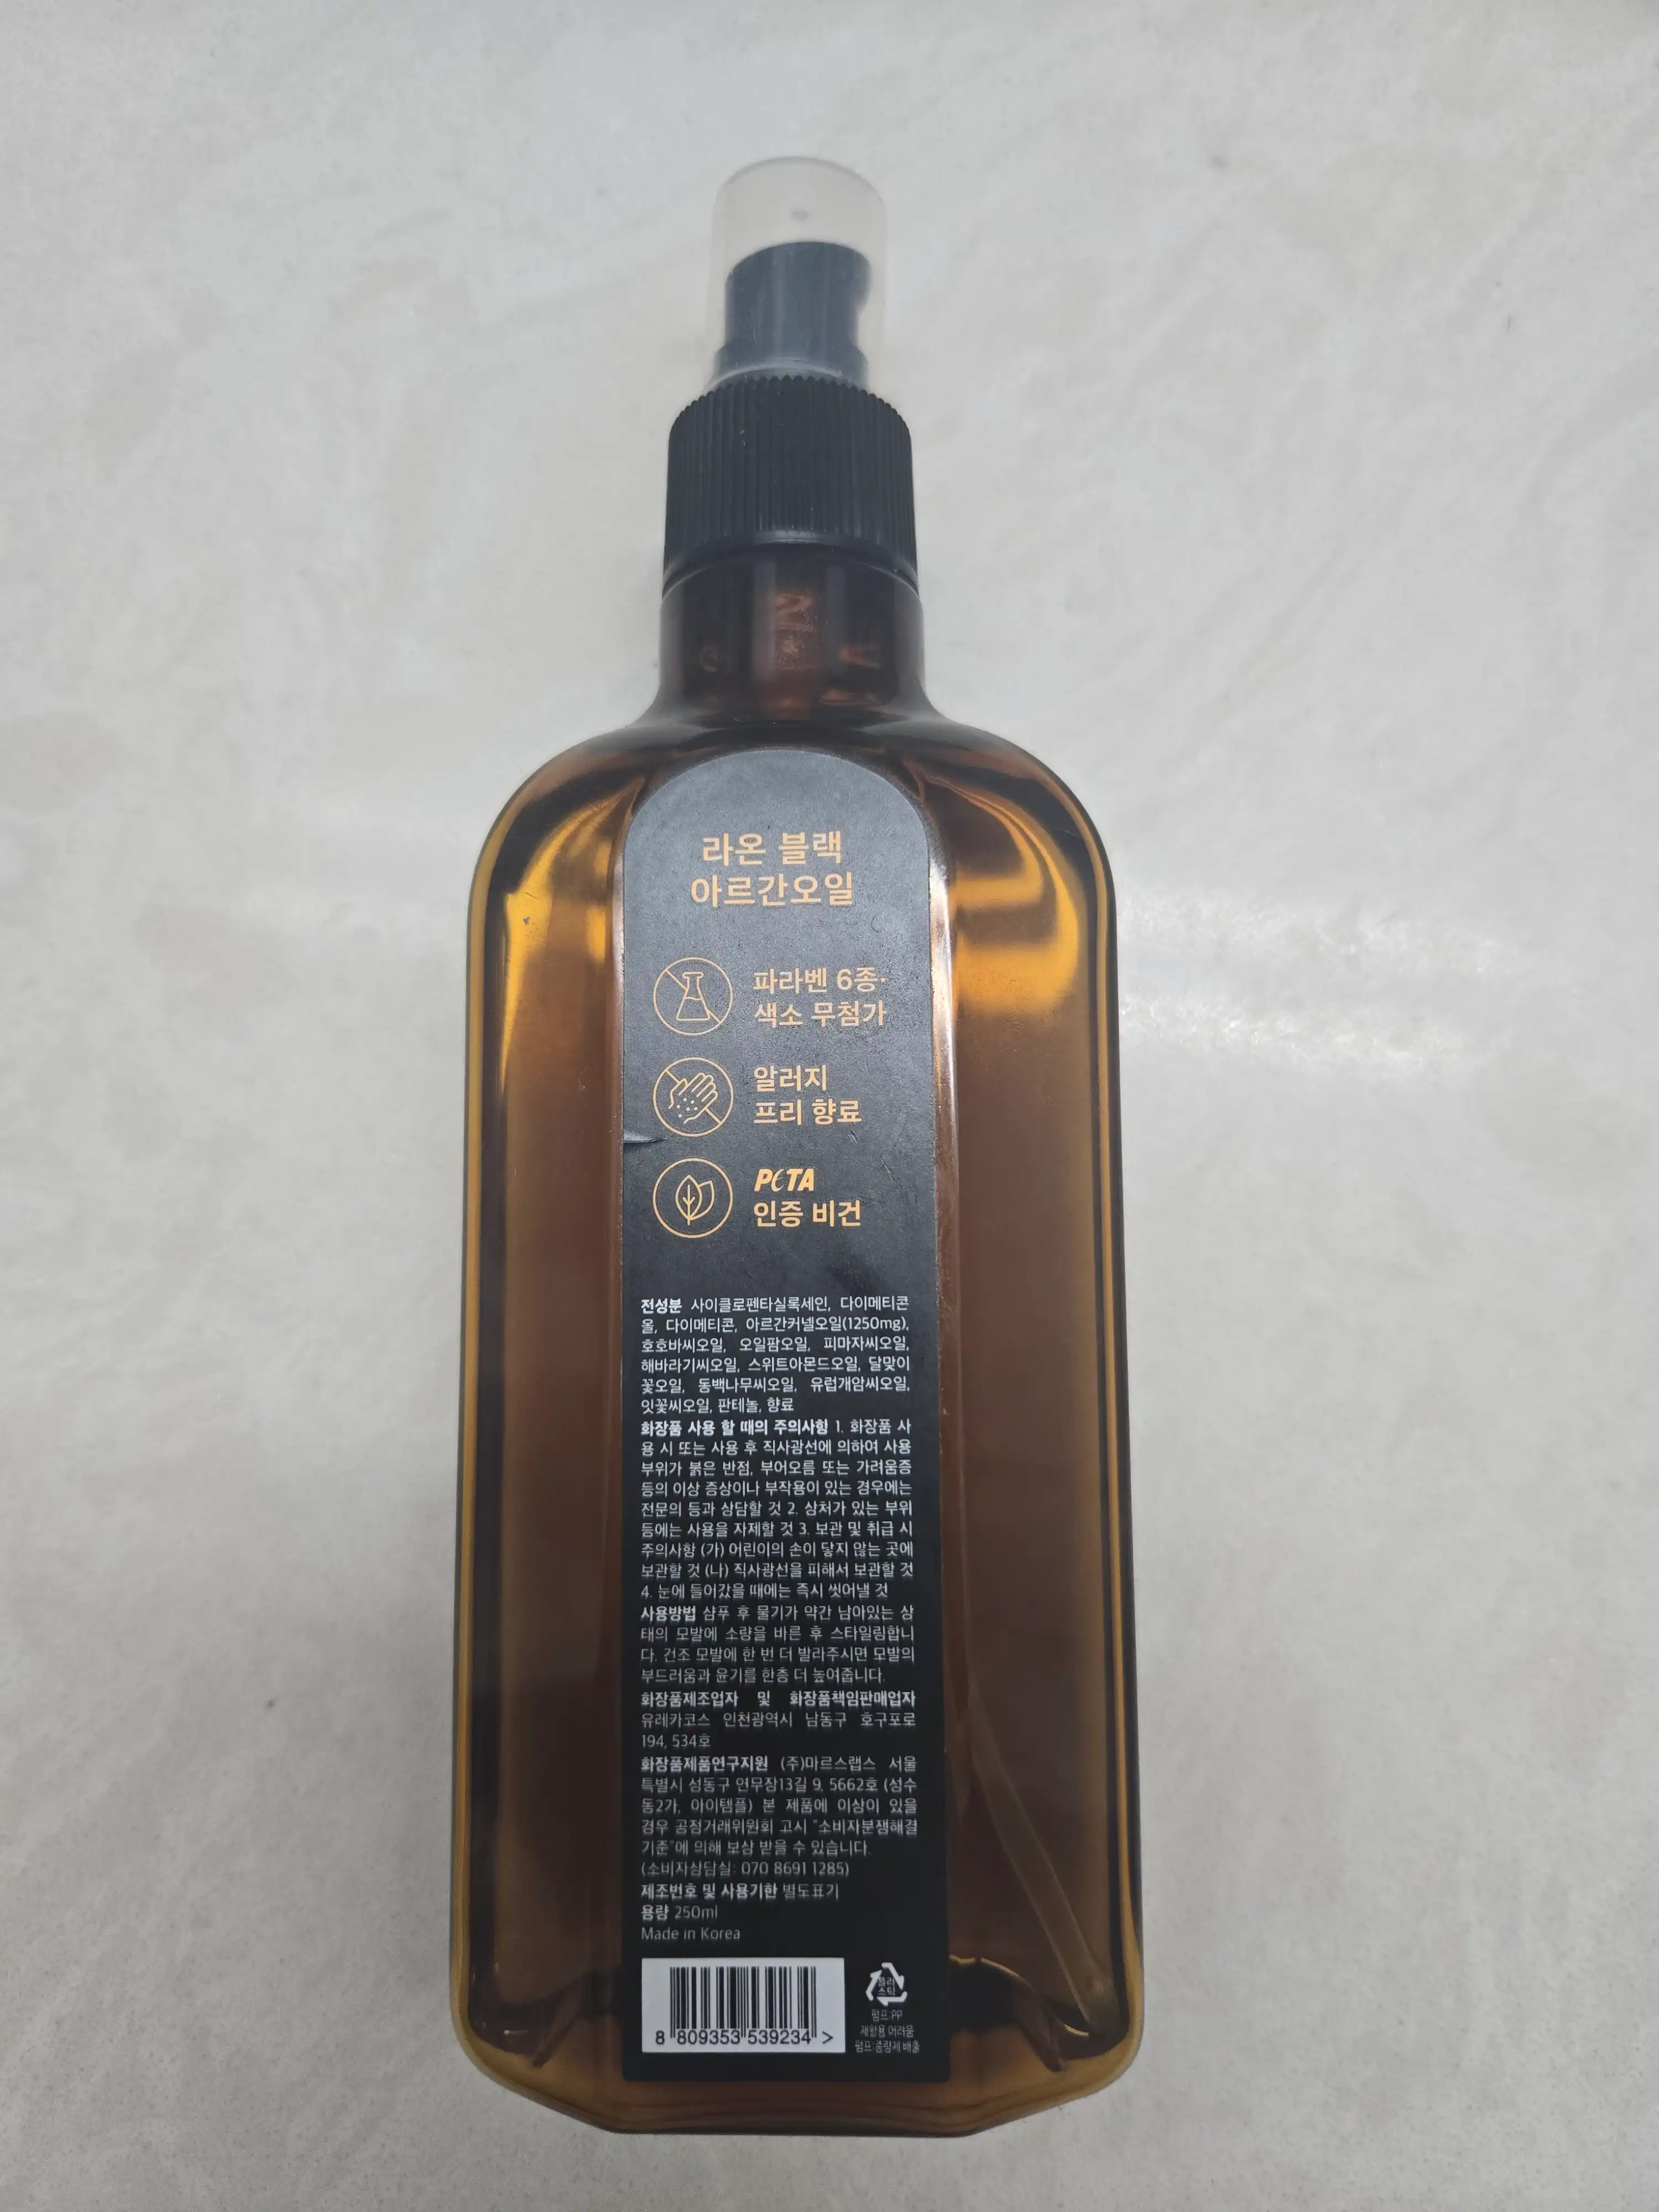 라온 블랙
아르간오일
파라벤 6종·
색소 무첨가
알러지
프리 향료
PETA
인증 비건
전성분 사이클로펜타실록세인, 다이메티콘
올, 다이메티콘, 아르간커넬오일(1250mg),
호호바씨오일, 오일팜오일, 피마자씨오일,
해바라기씨오일, 스위트아몬드오일, 달맞이
꽃오일, 동백나무씨오일, 유럽개암씨오일,
잇꽃씨오일, 판테놀, 향료
화장품 사용 할 때의 주의사항 1. 화장품 사
용 시 또는 사용 후 직사광선에 의하여 사용
부위가 붉은 반점, 부어오름 또는 가려움증
등의 이상 증상이나 부작용이 있는 경우에는
전문의 등과 상담할 것 2. 상처가 있는 부위
등에는 사용을 자제할 것 3. 보관 및 취급 시
주의사항 (가) 어린이의 손이 닿지 않는 곳에
보관할 것 (나) 직사광선을 피해서 보관할 것
4. 눈에 들어갔을 때에는 즉시 씻어낼 것
사용방법 샴푸 후 물기가 약간 남아있는 상
태의 모발에 소량을 바른 후 스타일링합니
다. 건조 모발에 한 번 더 발라주시면 모발의
부드러움과 윤기를 한층 더 높여줍니다.
화장품제조업자 및 화장품책임판매업자
유레카코스 인천광역시 남동구 호구포로
194, 534호
화장품제품연구지원 (주)마르스랩스 서울
특별시 성동구 연무장13길 9, 5662호 (성수
동2가, 아이템플) 본 제품에 이상이 있을
경우 공정거래위원회 고시 "소비자분쟁해결
기준"에 의해 보상 받을 수 있습니다.
(소비자상담실: 070 8691 1285)
제조번호 및 사용기한 별도표기
용량 250ml
Made in Korea
8 809353 539234 >
플라
스틱
펌프:PP
재활용 어려움
펌프:종량제 배출